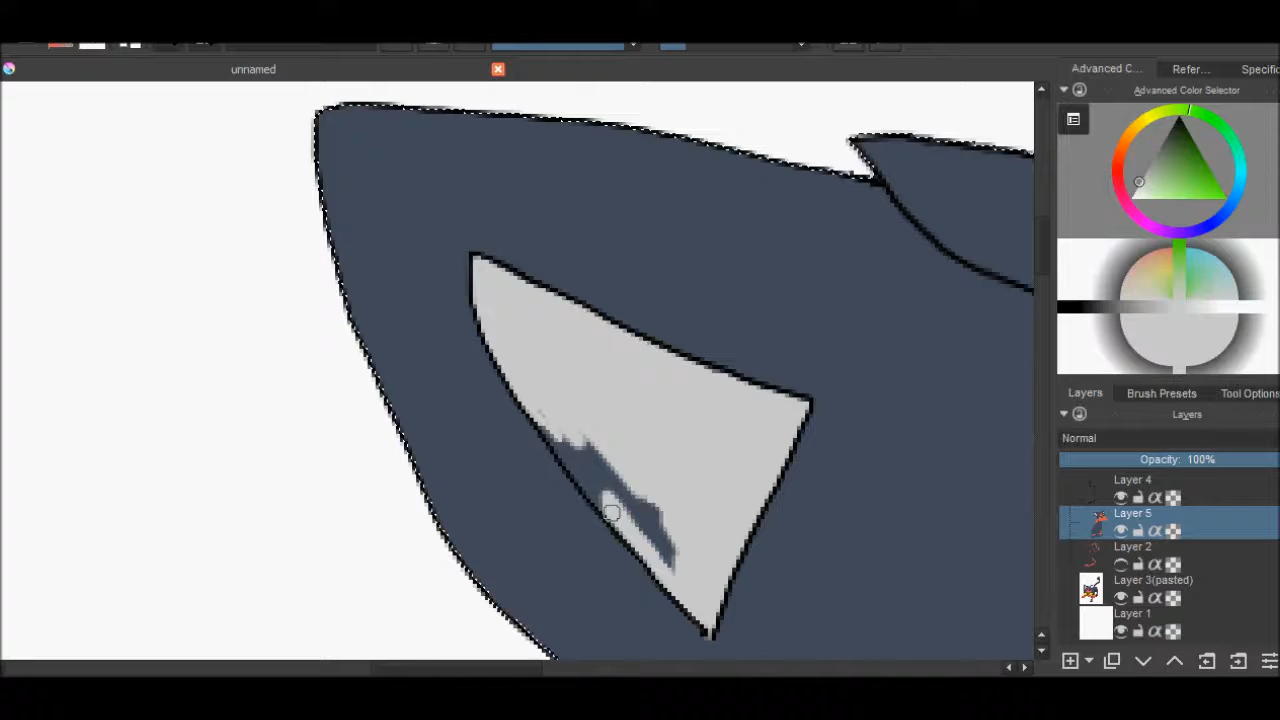 unnamed
Advanced C...
Refer...
Specific
Advanced Color Selector
Layers
Brush Presets
Tool Options
Layers
Normal
Opacity: 100%
Layer 4
Layer 5
Layer 2
Layer 3(pasted)
Layer 1